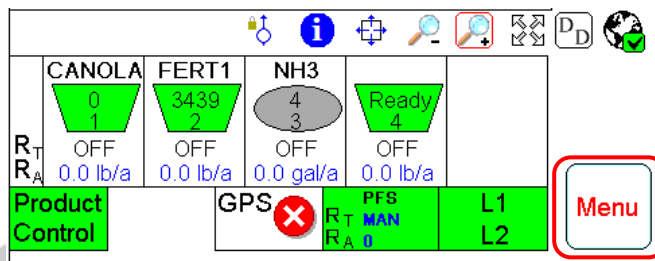 i
D D
CANOLA FERT1 NH3
0 3439 4 Ready
1 2 3 4
RT OFF OFF OFF OFF
RA 0.0 lb/a 0.0 lb/a 0.0 gal/a 0.0 lb/a
Product GPS PFS L1 Menu
Control RT MAN L2
RA 0